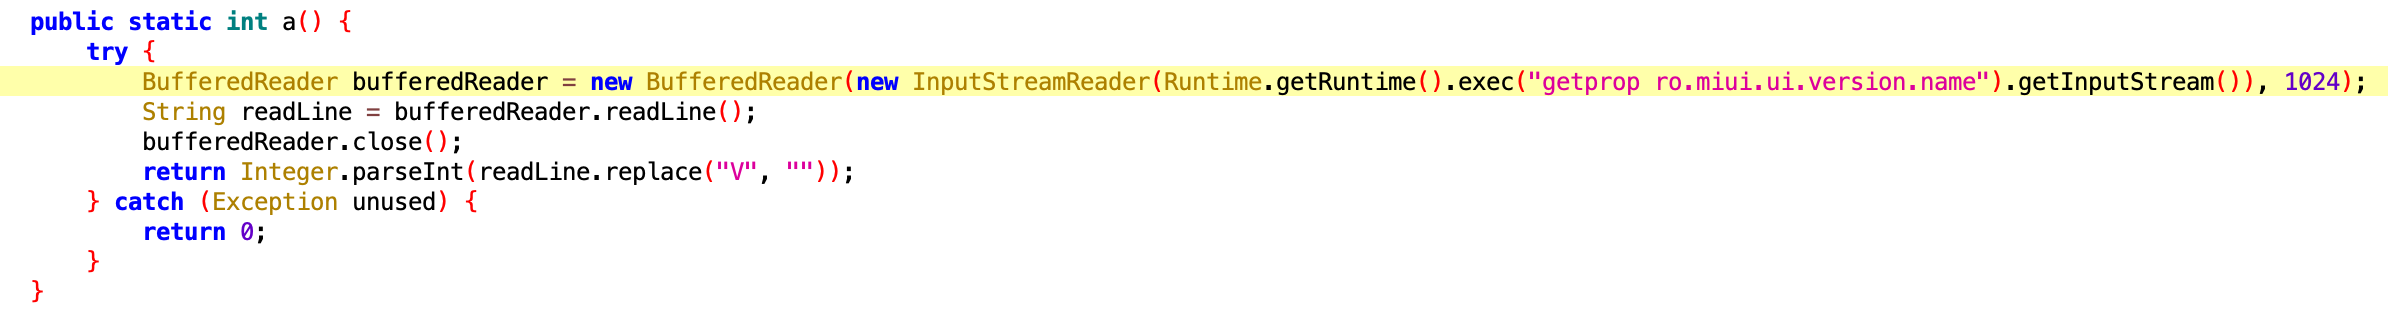 public static int a() {
try {
BufferedReader bufferedReader = new BufferedReader(new InputStreamReader(Runtime.getRuntime().exec("getprop ro.miui.ui.version.name").getInputStream()), 1024);
String readLine = bufferedReader.readLine();
bufferedReader.close();
return Integer.parseInt(readLine.replace("V", ""));
} catch (Exception unused) {
return 0;
}
}